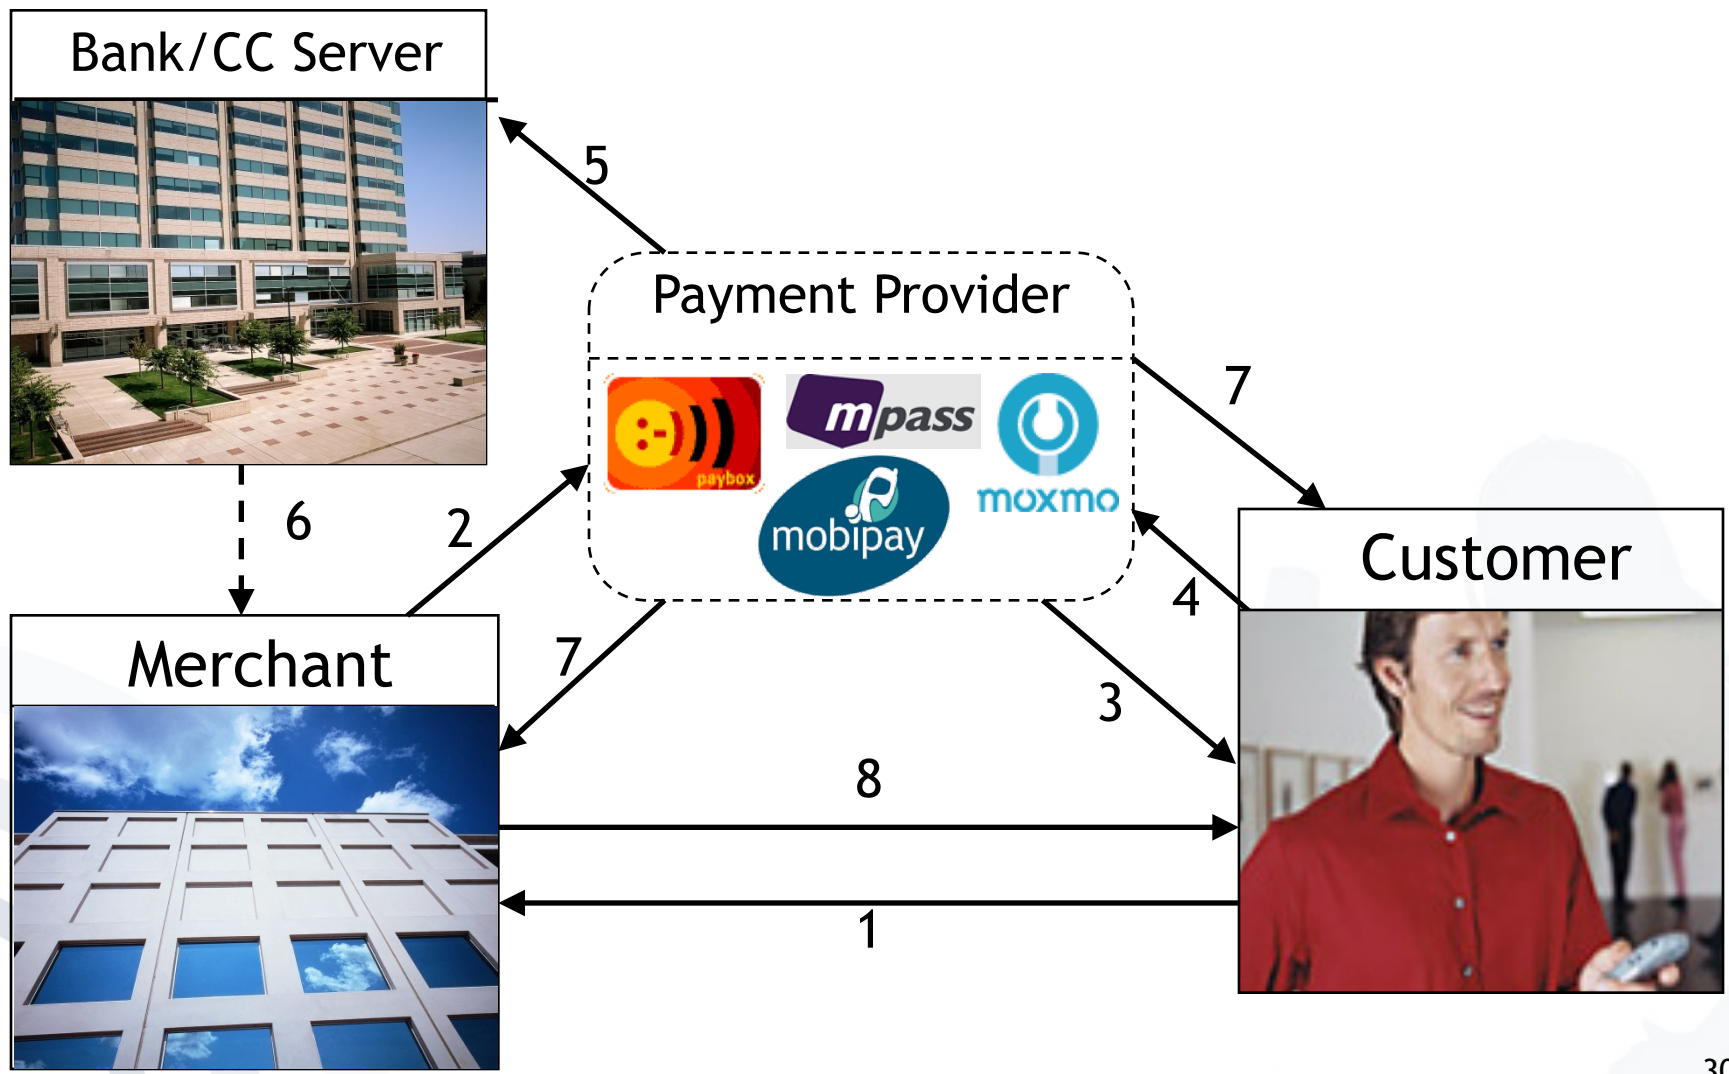 Bank/CC Server
5
Payment Provider
7
paybox
mpass
moxmo
mobipay
6
2
4
Customer
Merchant
7
3
8
1
30